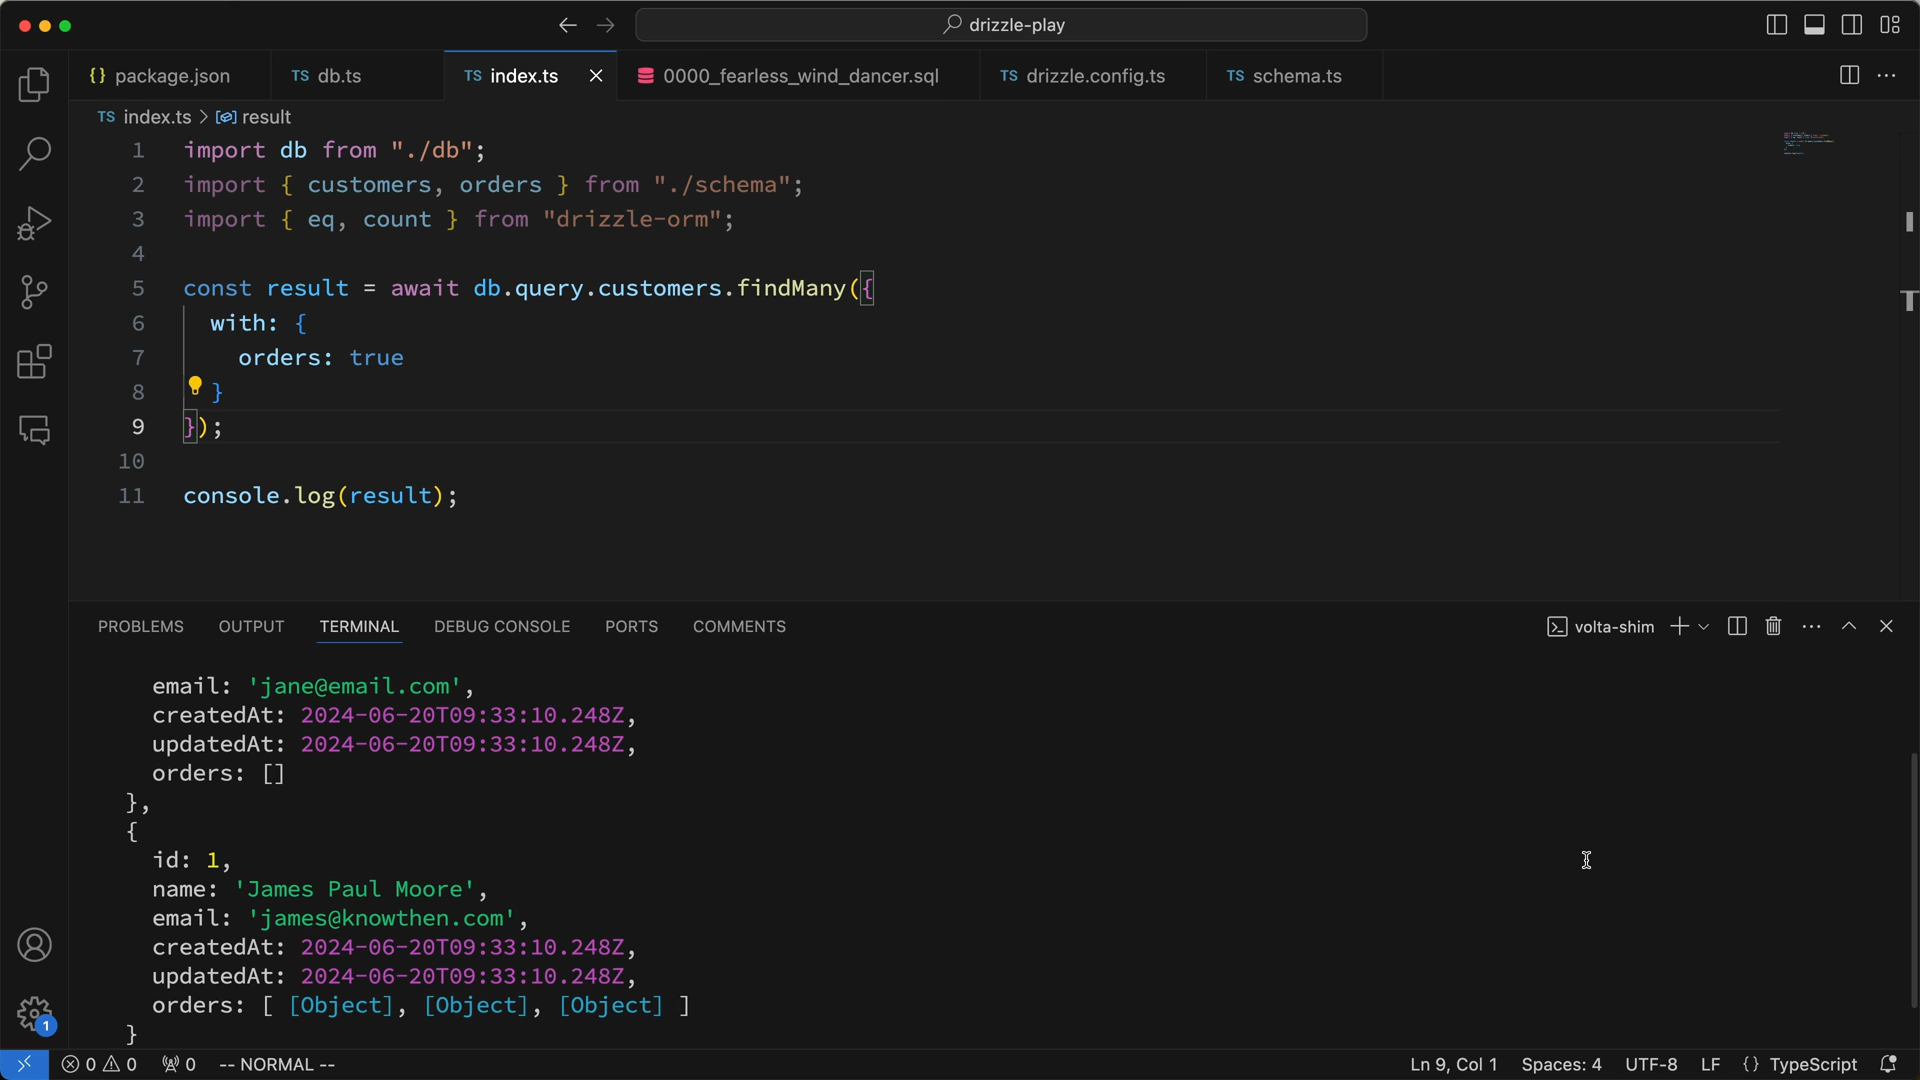 drizzle-play
{} package.json TS db.ts TS index.ts 0000_fearless_wind_dancer.sql TS drizzle.config.ts TS schema.ts
TS index.ts > result
1 import db from "./db";
2 import { customers, orders } from "./schema";
3 import { eq, count } from "drizzle-orm";
4
5 const result = await db.query.customers.findMany({
6 with: {
7 orders: true
8 }
9 });
10
11 console.log(result);
PROBLEMS OUTPUT TERMINAL DEBUG CONSOLE PORTS COMMENTS volta-shim
email: 'jane@email.com',
createdAt: 2024-06-20T09:33:10.248Z,
updatedAt: 2024-06-20T09:33:10.248Z,
orders: []
},
{
id: 1,
name: 'James Paul Moore',
email: 'james@knowthen.com',
createdAt: 2024-06-20T09:33:10.248Z,
updatedAt: 2024-06-20T09:33:10.248Z,
orders: [ [Object], [Object], [Object] ]
}
1
0 0 0 -- NORMAL -- Ln 9, Col 1 Spaces: 4 UTF-8 LF {} TypeScript